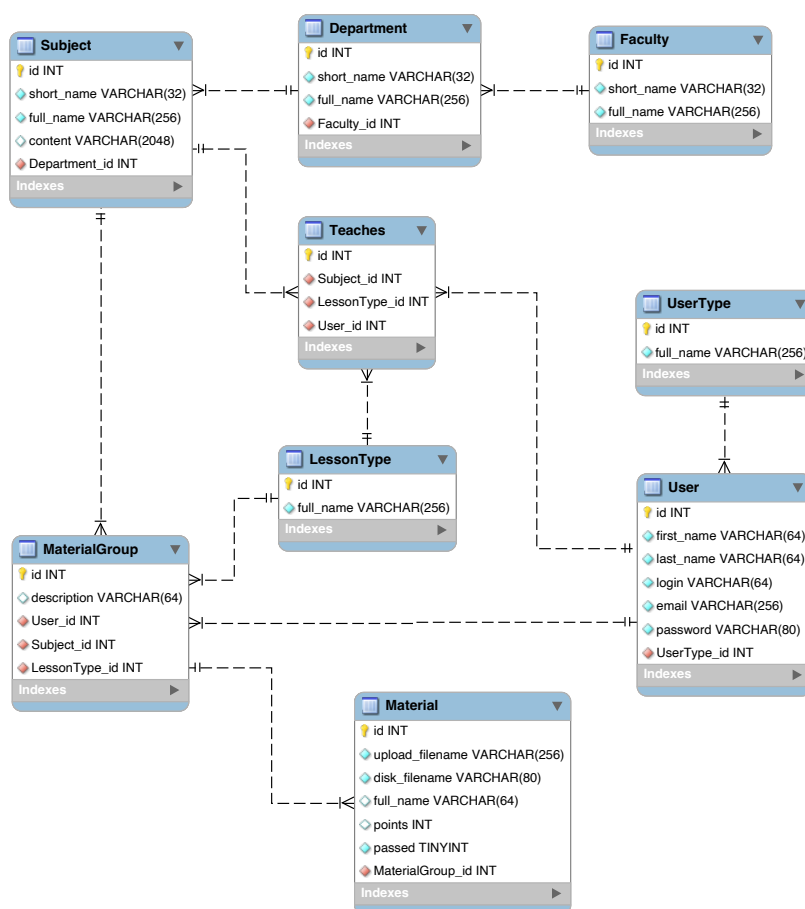 Subject
id INT
short_name VARCHAR(32)
full_name VARCHAR(256)
content VARCHAR(2048)
Department_id INT
Indexes
Department
id INT
short_name VARCHAR(32)
full_name VARCHAR(256)
Faculty_id INT
Indexes
Faculty
id INT
short_name VARCHAR(32)
full_name VARCHAR(256)
Indexes
Teaches
id INT
Subject_id INT
LessonType_id INT
User_id INT
Indexes
UserType
id INT
full_name VARCHAR(256)
Indexes
LessonType
id INT
full_name VARCHAR(256)
Indexes
User
id INT
first_name VARCHAR(64)
last_name VARCHAR(64)
login VARCHAR(64)
email VARCHAR(256)
password VARCHAR(80)
UserType_id INT
Indexes
MaterialGroup
id INT
description VARCHAR(64)
User_id INT
Subject_id INT
LessonType_id INT
Indexes
Material
id INT
upload_filename VARCHAR(256)
disk_filename VARCHAR(80)
full_name VARCHAR(64)
points INT
passed TINYINT
MaterialGroup_id INT
Indexes